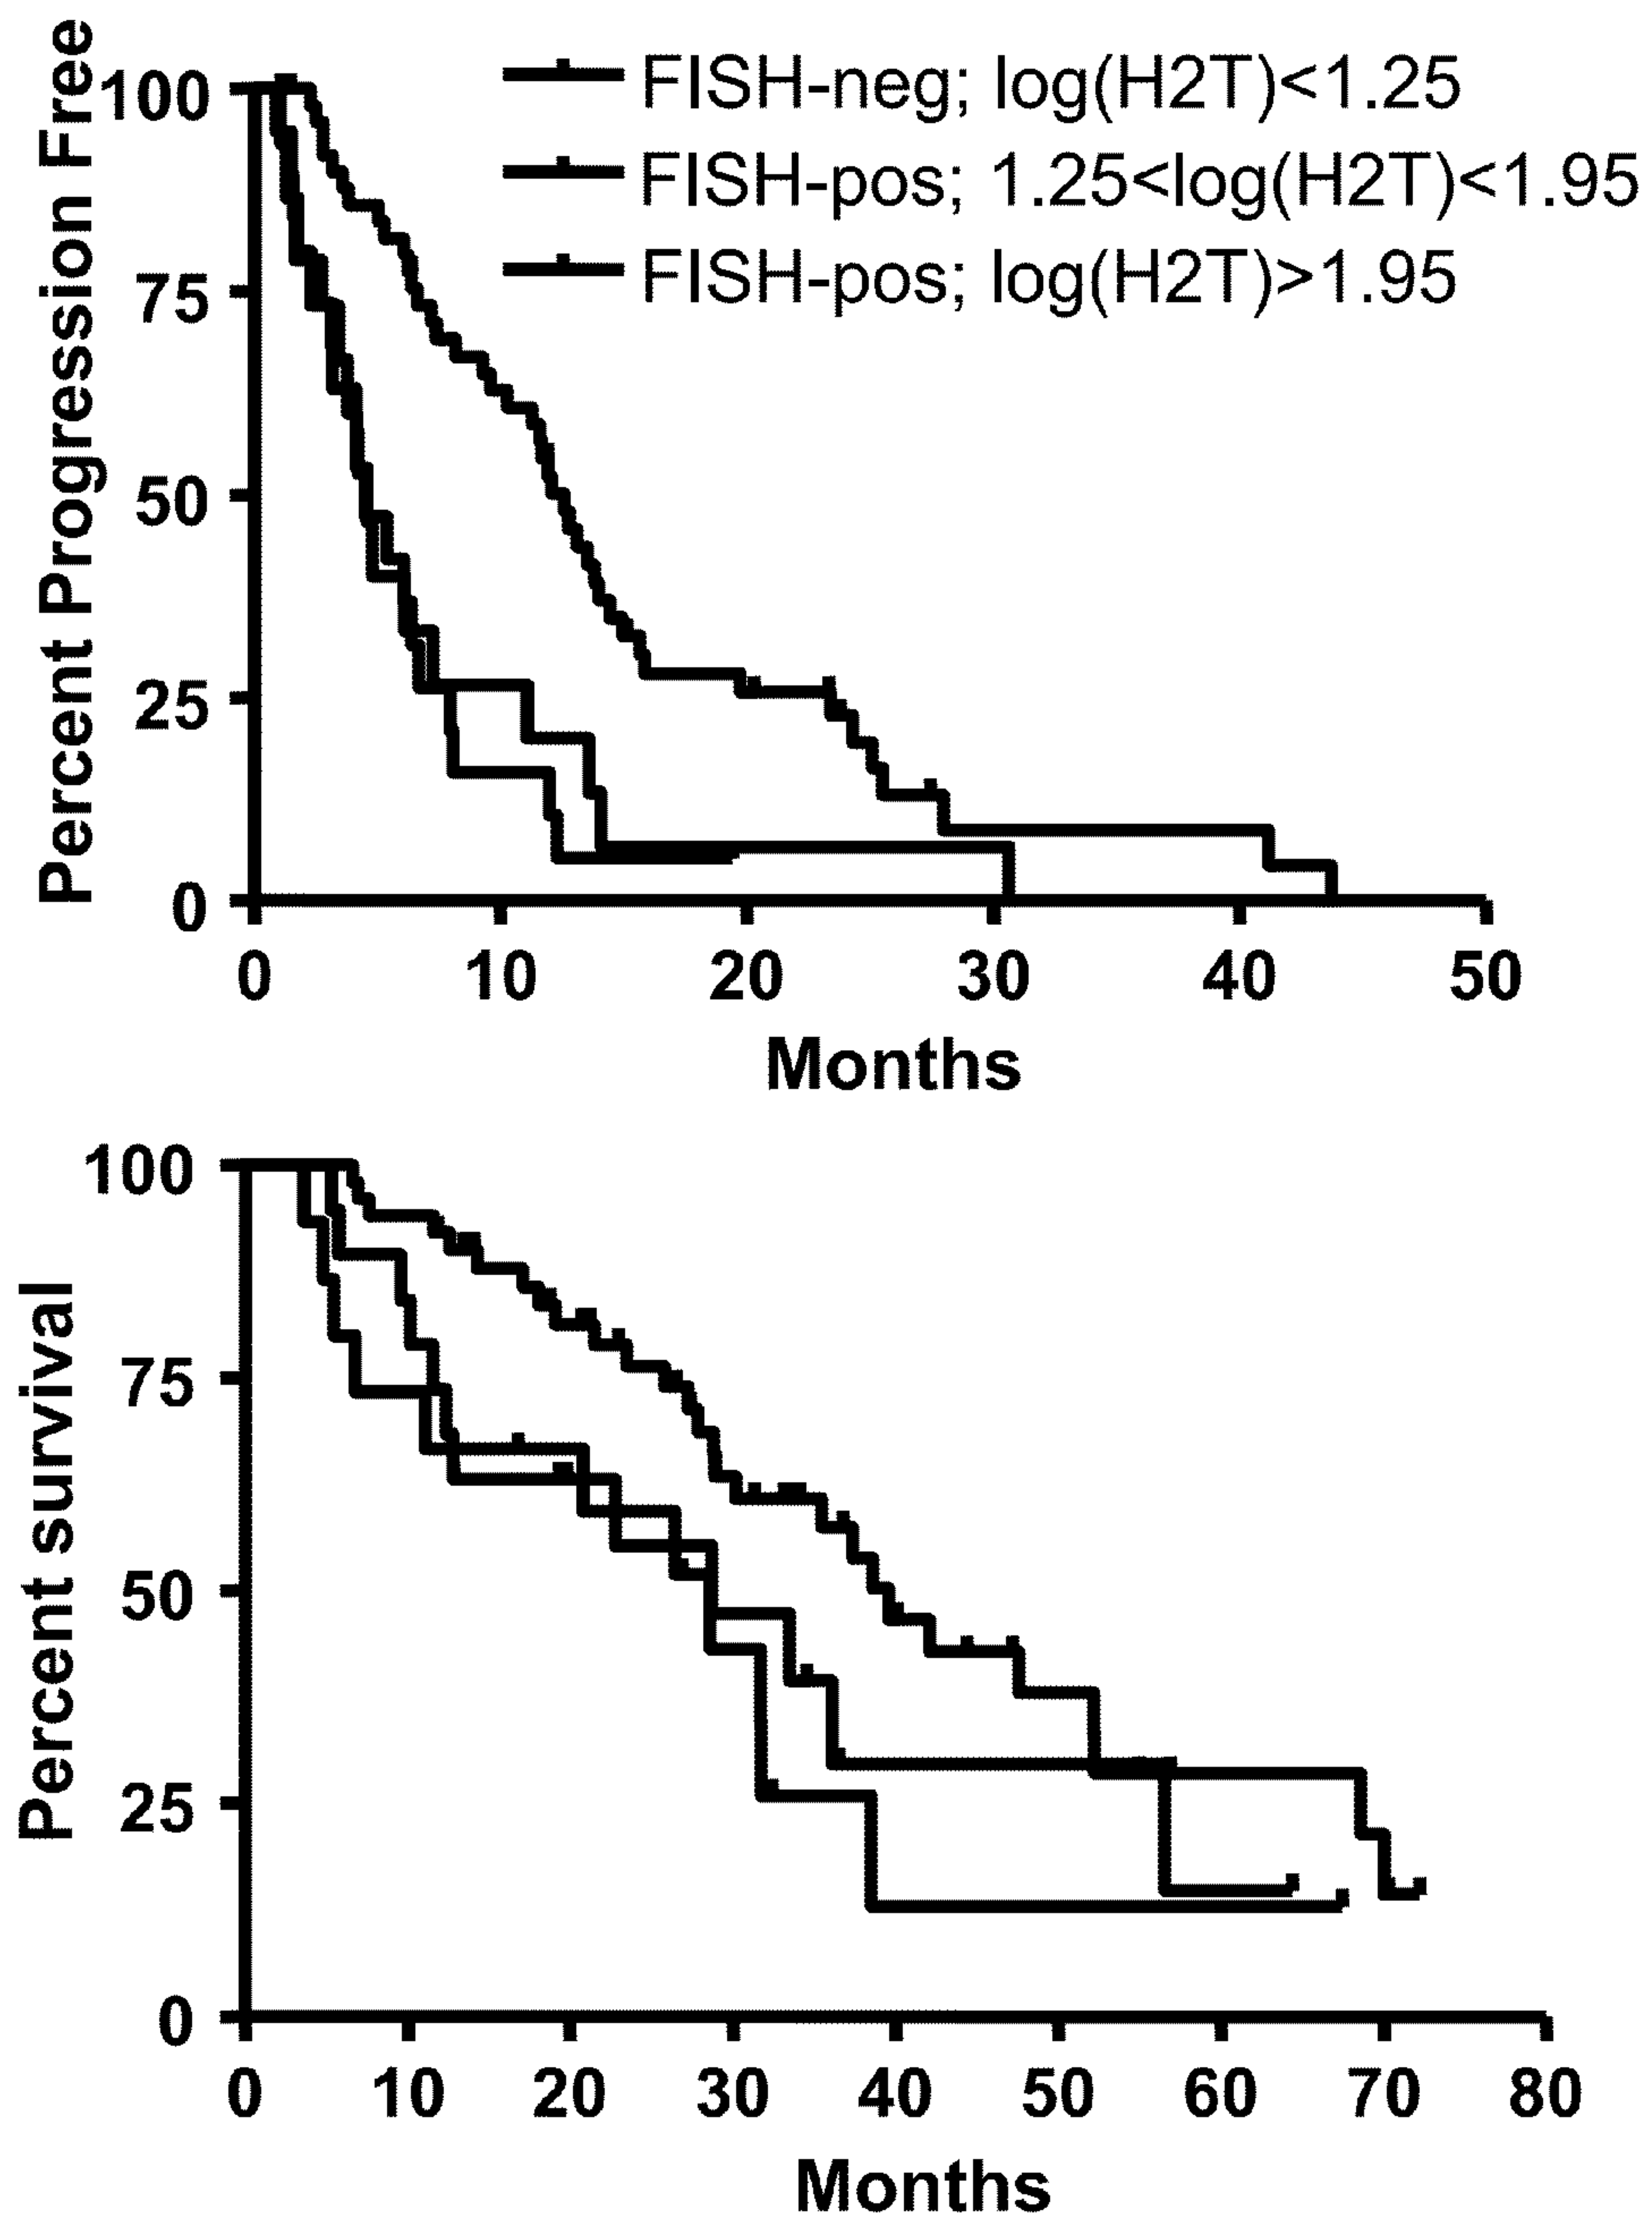 Percent Progression Free
100
75
50
25
0
FISH-neg; log(H2T)<1.25
FISH-pos; 1.25<log(H2T)<1.95
FISH-pos; log(H2T)>1.95
0 10 20 30 40 50
Months
Percent survival
100
75
50
25
0
0 10 20 30 40 50 60 70 80
Months